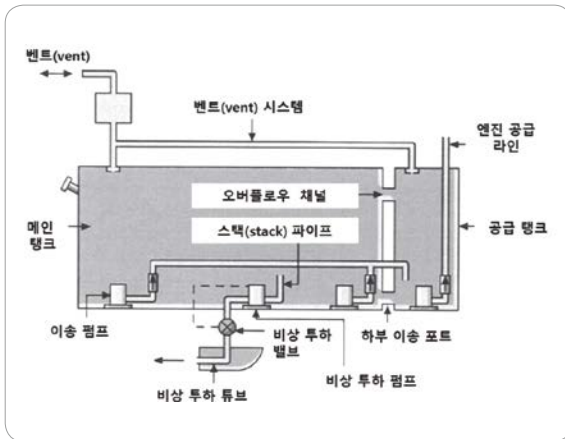 벤트(vent)
벤트(vent) 시스템
엔진 공급
라인
오버플로우 채널
메인
탱크
스택(stack) 파이프
공급 탱크
이송 펌프
비상 투하
밸브
하부 이송 포트
비상 투하 펌프
비상 투하 튜브